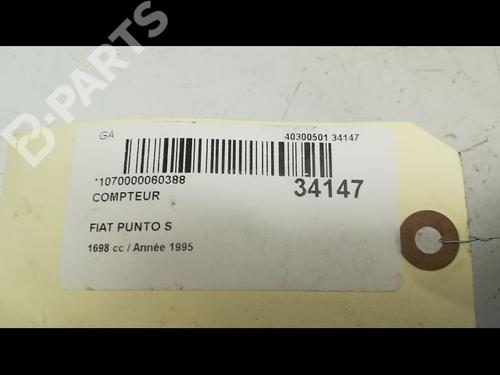 B-PARTS
GA
40300501 34147
*1070000060388
34147
COMPTEUR
FIAT PUNTO S
1698 cc / Année 1995